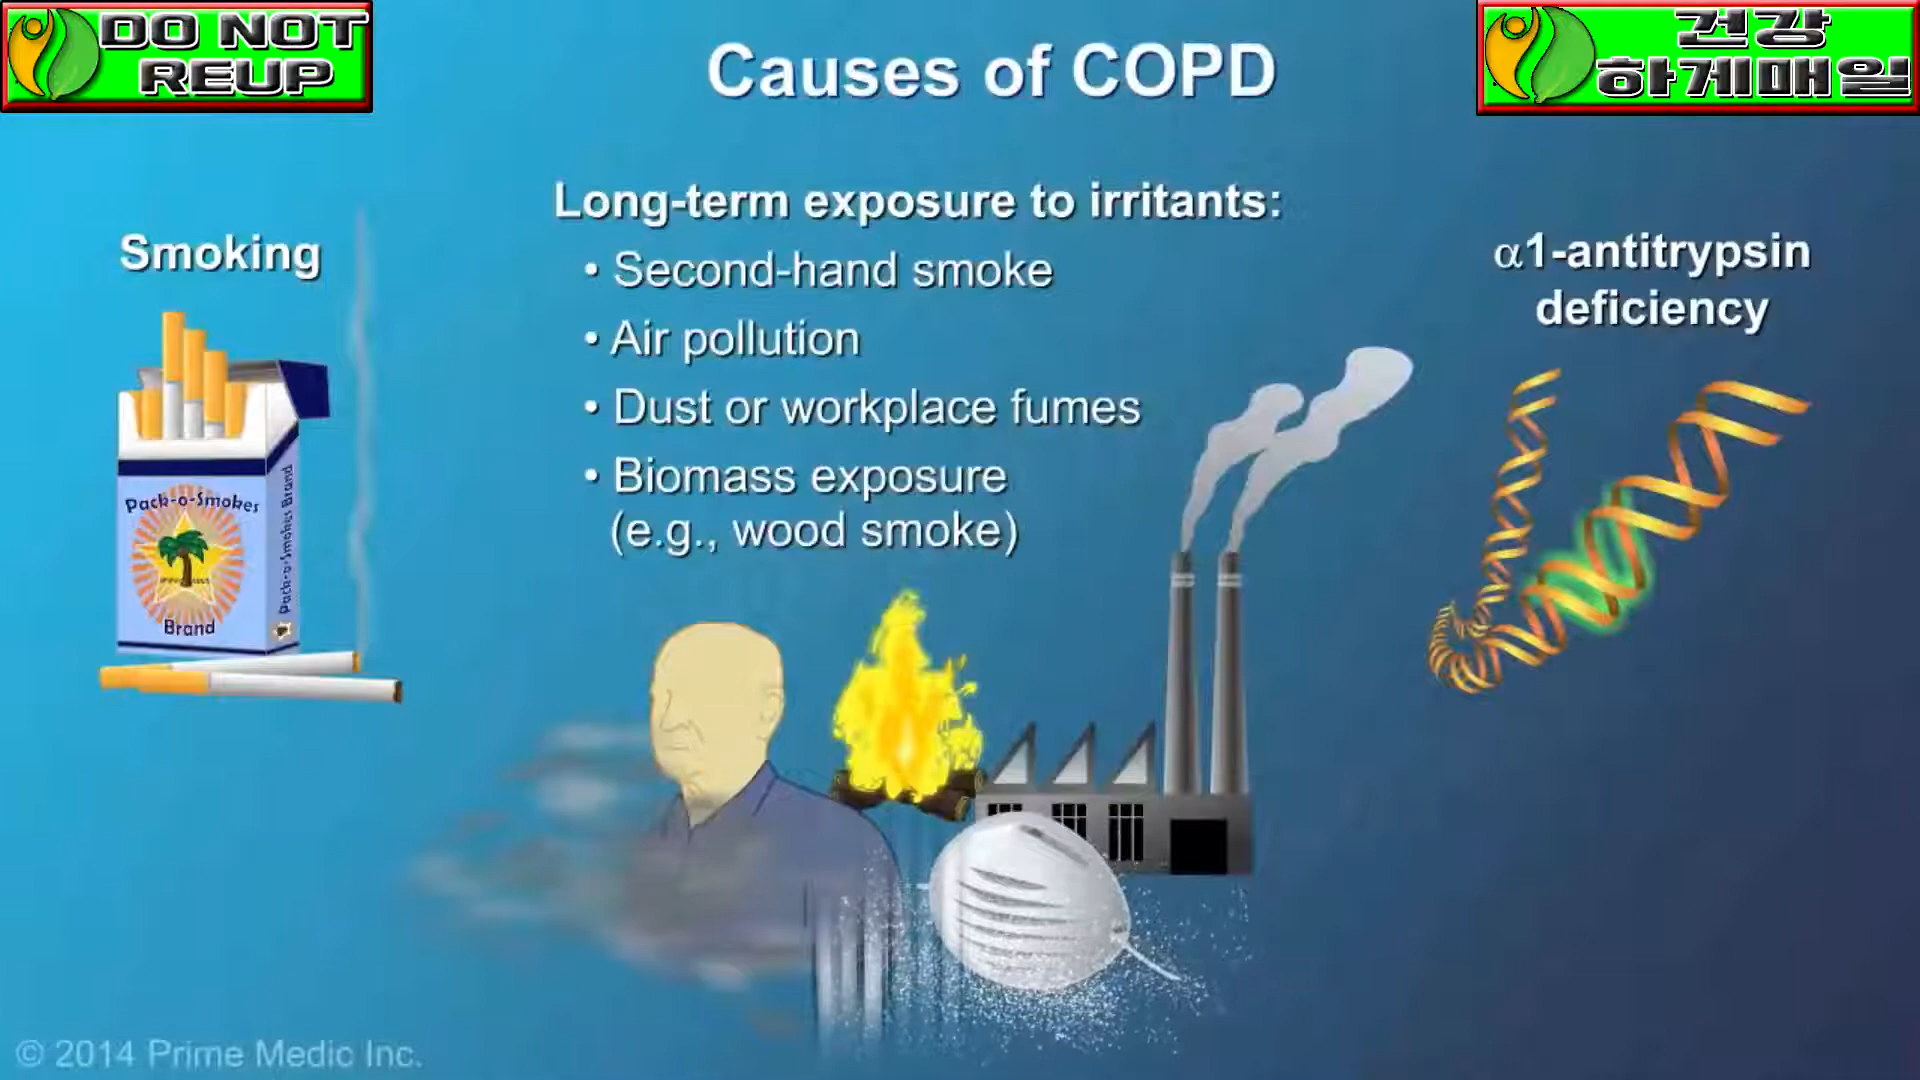 DO NOT
REUP
Causes of COPD
건강
하게매일
Smoking
Long-term exposure to irritants:
• Second-hand smoke
• Air pollution
• Dust or workplace fumes
• Biomass exposure
(e.g., wood smoke)
α1-antitrypsin
deficiency
Pack-o-Smokes
Brand
Pack-o-Smokes Brand
© 2014 Prime Medic Inc.